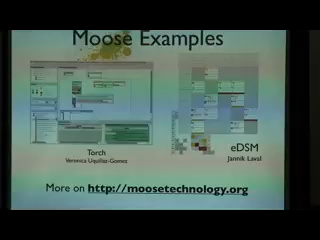 Moose Examples
Torch
Veronica Uquillas-Gomez
eDSM
Jannik Laval
More on http://moosetechnology.org